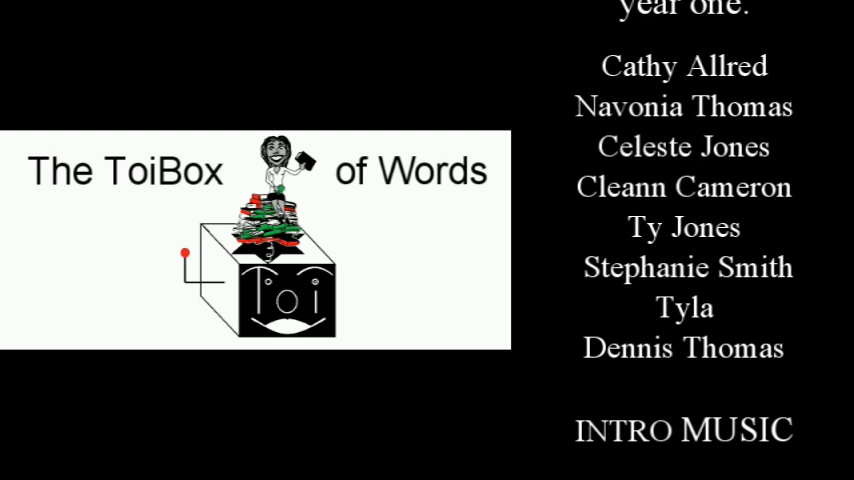 The ToiBox of Words
Toi
year one.
Cathy Allred
Navonia Thomas
Celeste Jones
Cleann Cameron
Ty Jones
Stephanie Smith
Tyla
Dennis Thomas
INTRO MUSIC